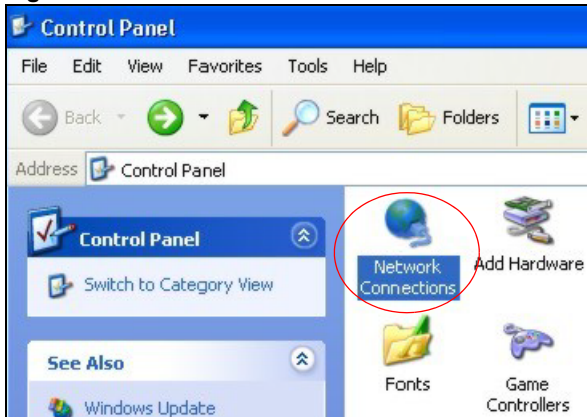 Control Panel
File Edit View Favorites Tools Help
Back Search Folders
Address Control Panel
Control Panel
Switch to Category View
See Also
Windows Update
Network
Connections
Add Hardware
Fonts
Game
Controllers